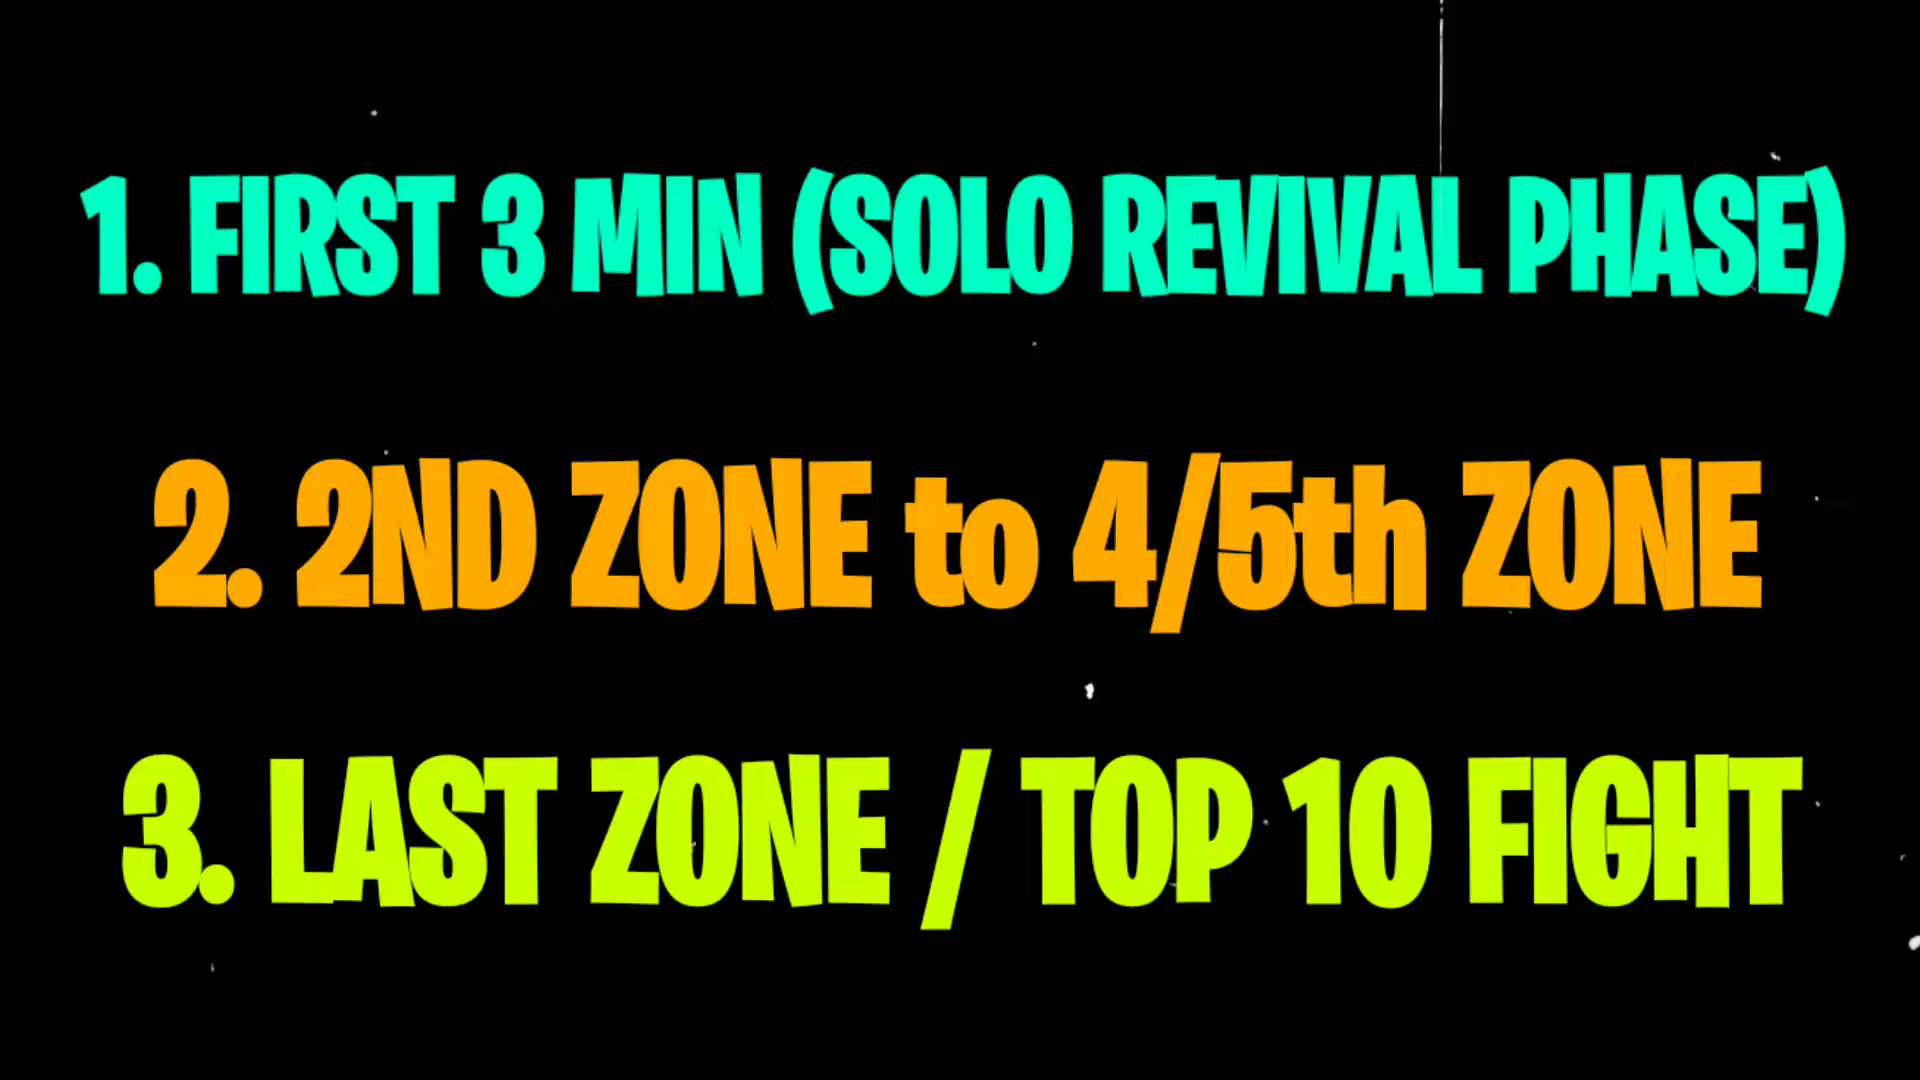 1. FIRST 3 MIN (SOLO REVIVAL PHASE)
2. 2ND ZONE to 4/5th ZONE
3. LAST ZONE / TOP 10 FIGHT